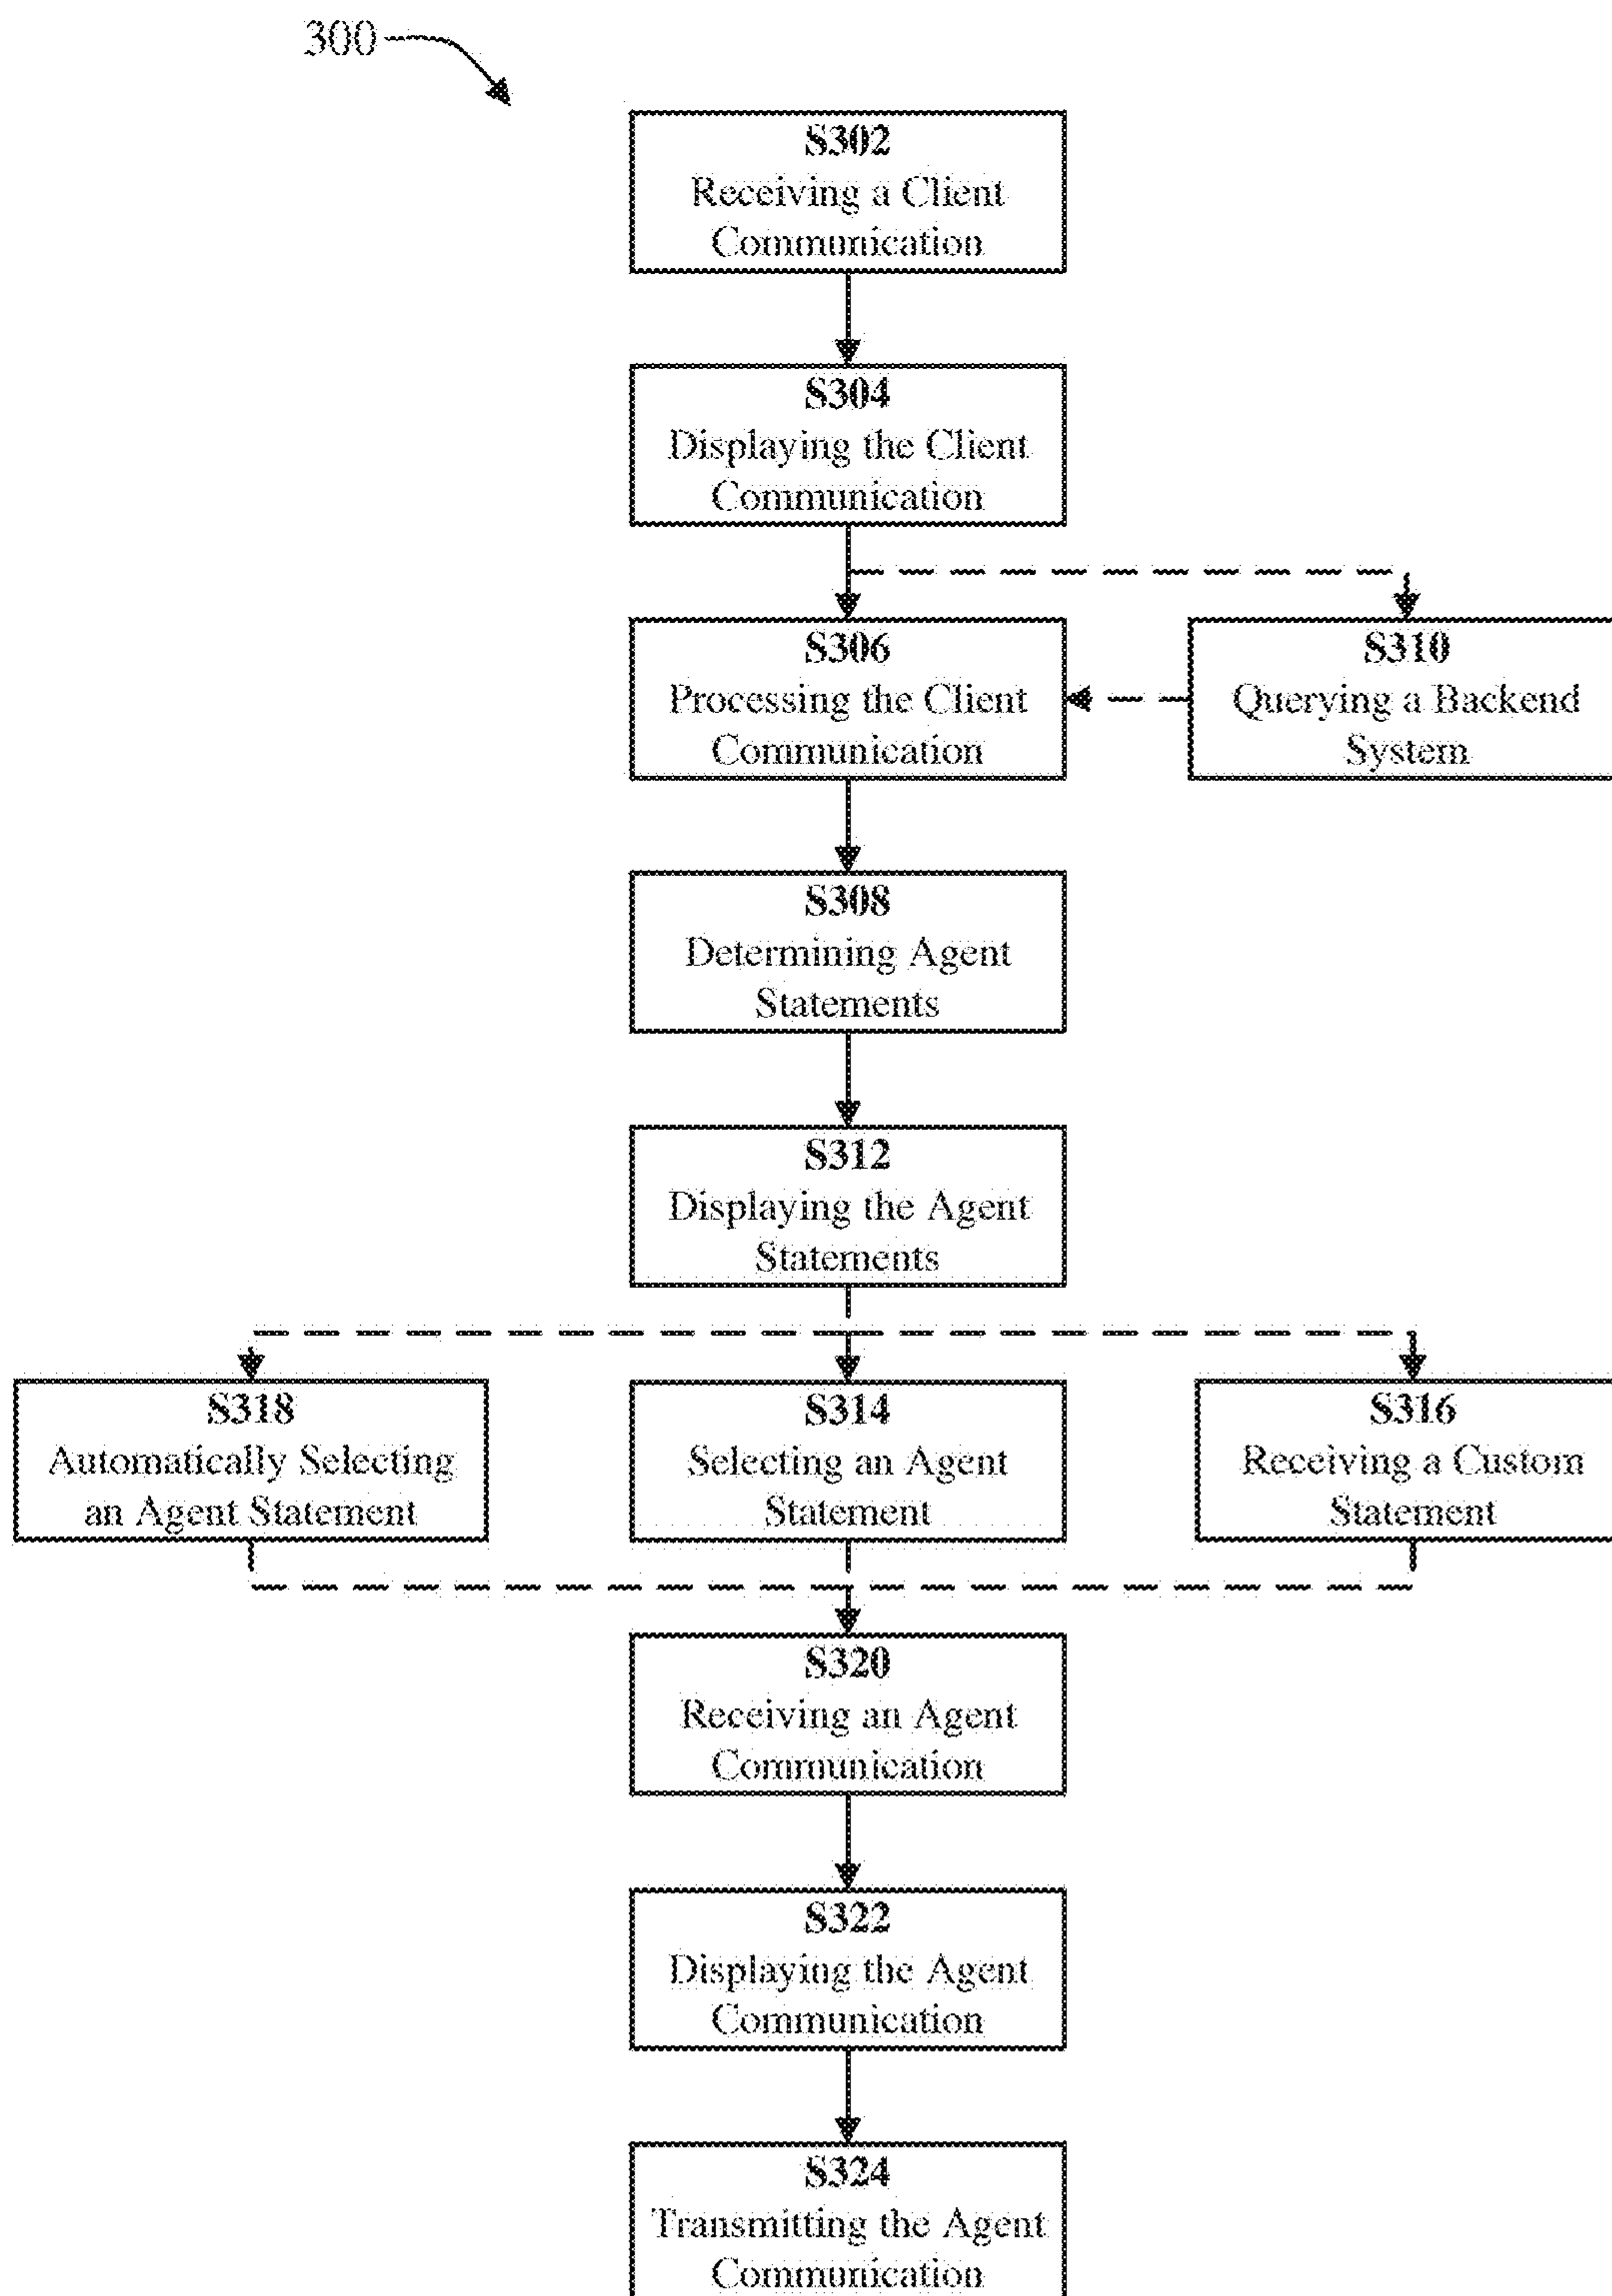 300
S302
Receiving a Client
Communication
S304
Displaying the Client
Communication
S306
Processing the Client
Communication
S310
Querying a Backend
System
S308
Determining Agent
Statements
S312
Displaying the Agent
Statements
S318
Automatically Selecting
an Agent Statement
S314
Selecting an Agent
Statement
S316
Receiving a Custom
Statement
S320
Receiving an Agent
Communication
S322
Displaying the Agent
Communication
S324
Transmitting the Agent
Communication